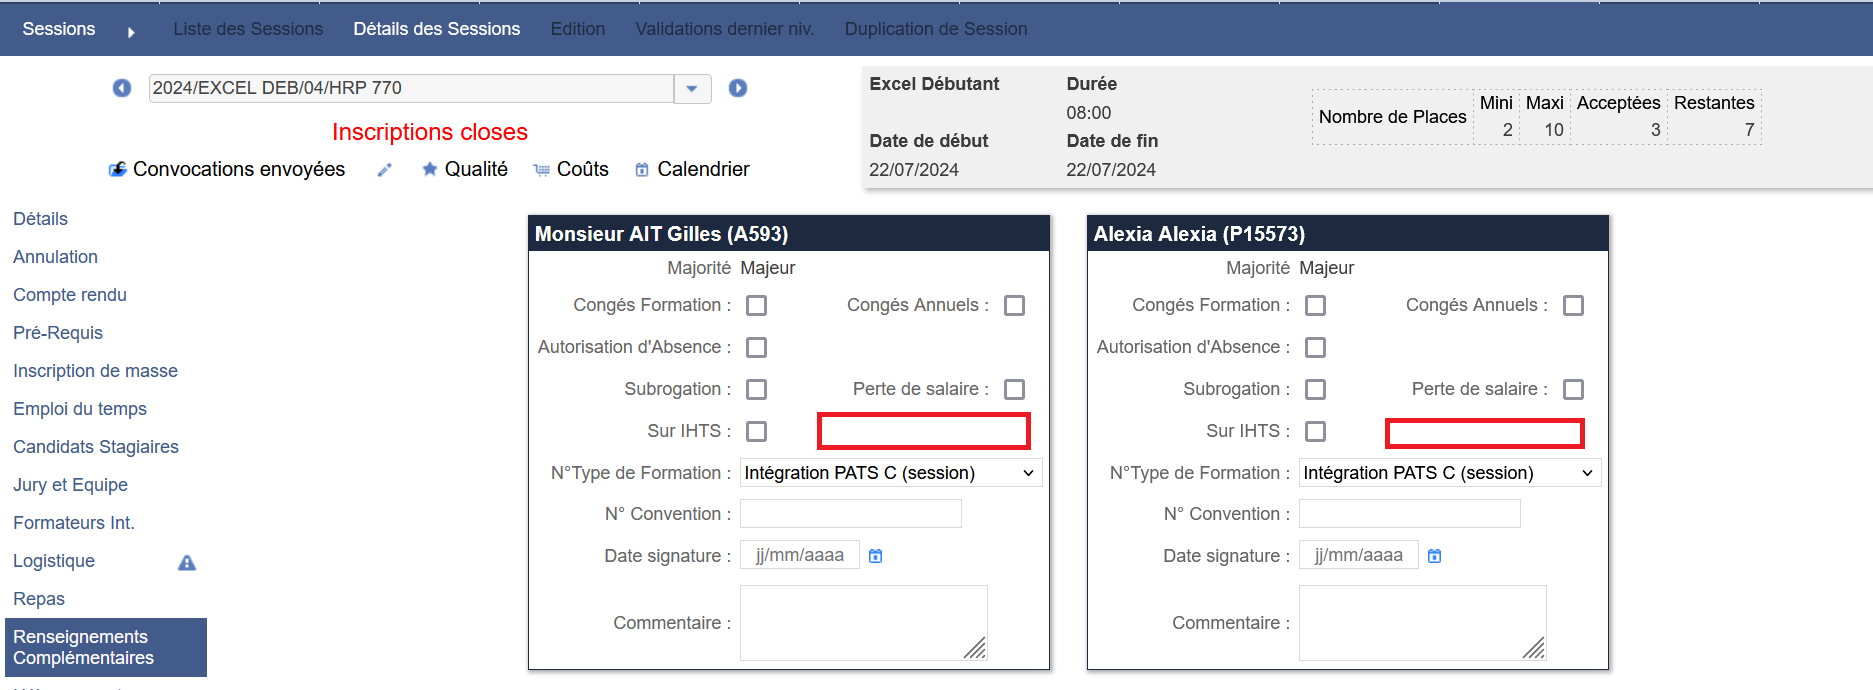 Sessions Liste des Sessions Détails des Sessions Edition Validations dernier niv. Duplication de Session
2024/EXCEL DEB/04/HRP 770
Inscriptions closes
Convocations envoyées Qualité Coûts Calendrier
Excel Débutant Durée
08:00
Date de début Date de fin
22/07/2024 22/07/2024
Nombre de Places Mini Maxi Acceptées Restantes
2 10 3 7
Détails
Annulation
Compte rendu
Pré-Requis
Inscription de masse
Emploi du temps
Candidats Stagiaires
Jury et Equipe
Formateurs Int.
Logistique
Repas
Renseignements
Complémentaires
Monsieur AIT Gilles (A593)
Majorité Majeur
Congés Formation : Congés Annuels :
Autorisation d'Absence :
Subrogation : Perte de salaire :
Sur IHTS :
N°Type de Formation : Intégration PATS C (session)
N° Convention :
Date signature : jj/mm/aaaa
Commentaire :
Alexia Alexia (P15573)
Majorité Majeur
Congés Formation : Congés Annuels :
Autorisation d'Absence :
Subrogation : Perte de salaire :
Sur IHTS :
N°Type de Formation : Intégration PATS C (session)
N° Convention :
Date signature : jj/mm/aaaa
Commentaire :